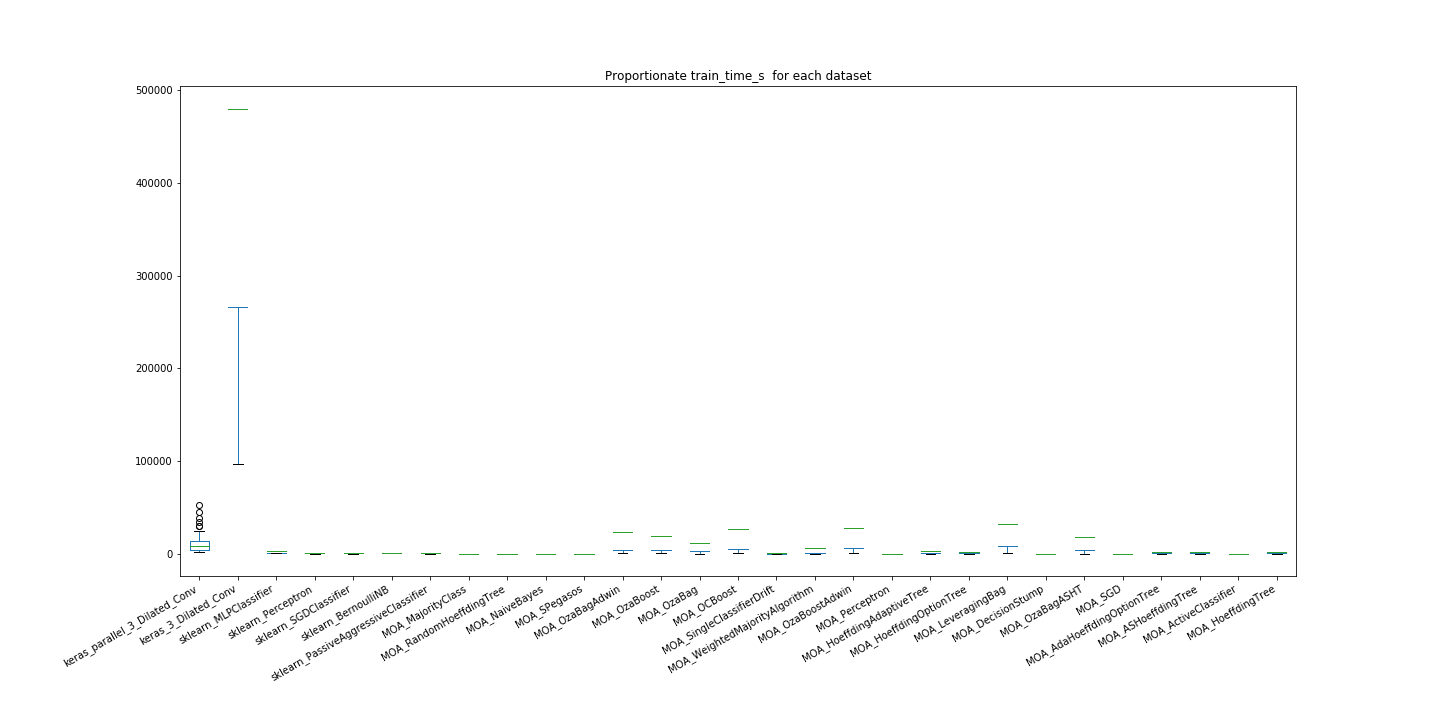 Proportionate train_time_s  for each dataset
500000
400000
300000
200000
100000
0
keras_parallel_3_Dilated_Conv
keras_3_Dilated_Conv
sklearn_MLPClassifier
sklearn_Perceptron
sklearn_SGDClassifier
sklearn_BernoulliNB
sklearn_PassiveAggressiveClassifier
MOA_MajorityClass
MOA_RandomHoeffdingTree
MOA_NaiveBayes
MOA_SPegasos
MOA_OzaBagAdwin
MOA_OzaBoost
MOA_OzaBag
MOA_OCBoost
MOA_SingleClassifierDrift
MOA_WeightedMajorityAlgorithm
MOA_OzaBoostAdwin
MOA_Perceptron
MOA_HoeffdingAdaptiveTree
MOA_HoeffdingOptionTree
MOA_LeveragingBag
MOA_DecisionStump
MOA_OzaBagASHT
MOA_SGD
MOA_AdaHoeffdingOptionTree
MOA_ASHoeffdingTree
MOA_ActiveClassifier
MOA_HoeffdingTree